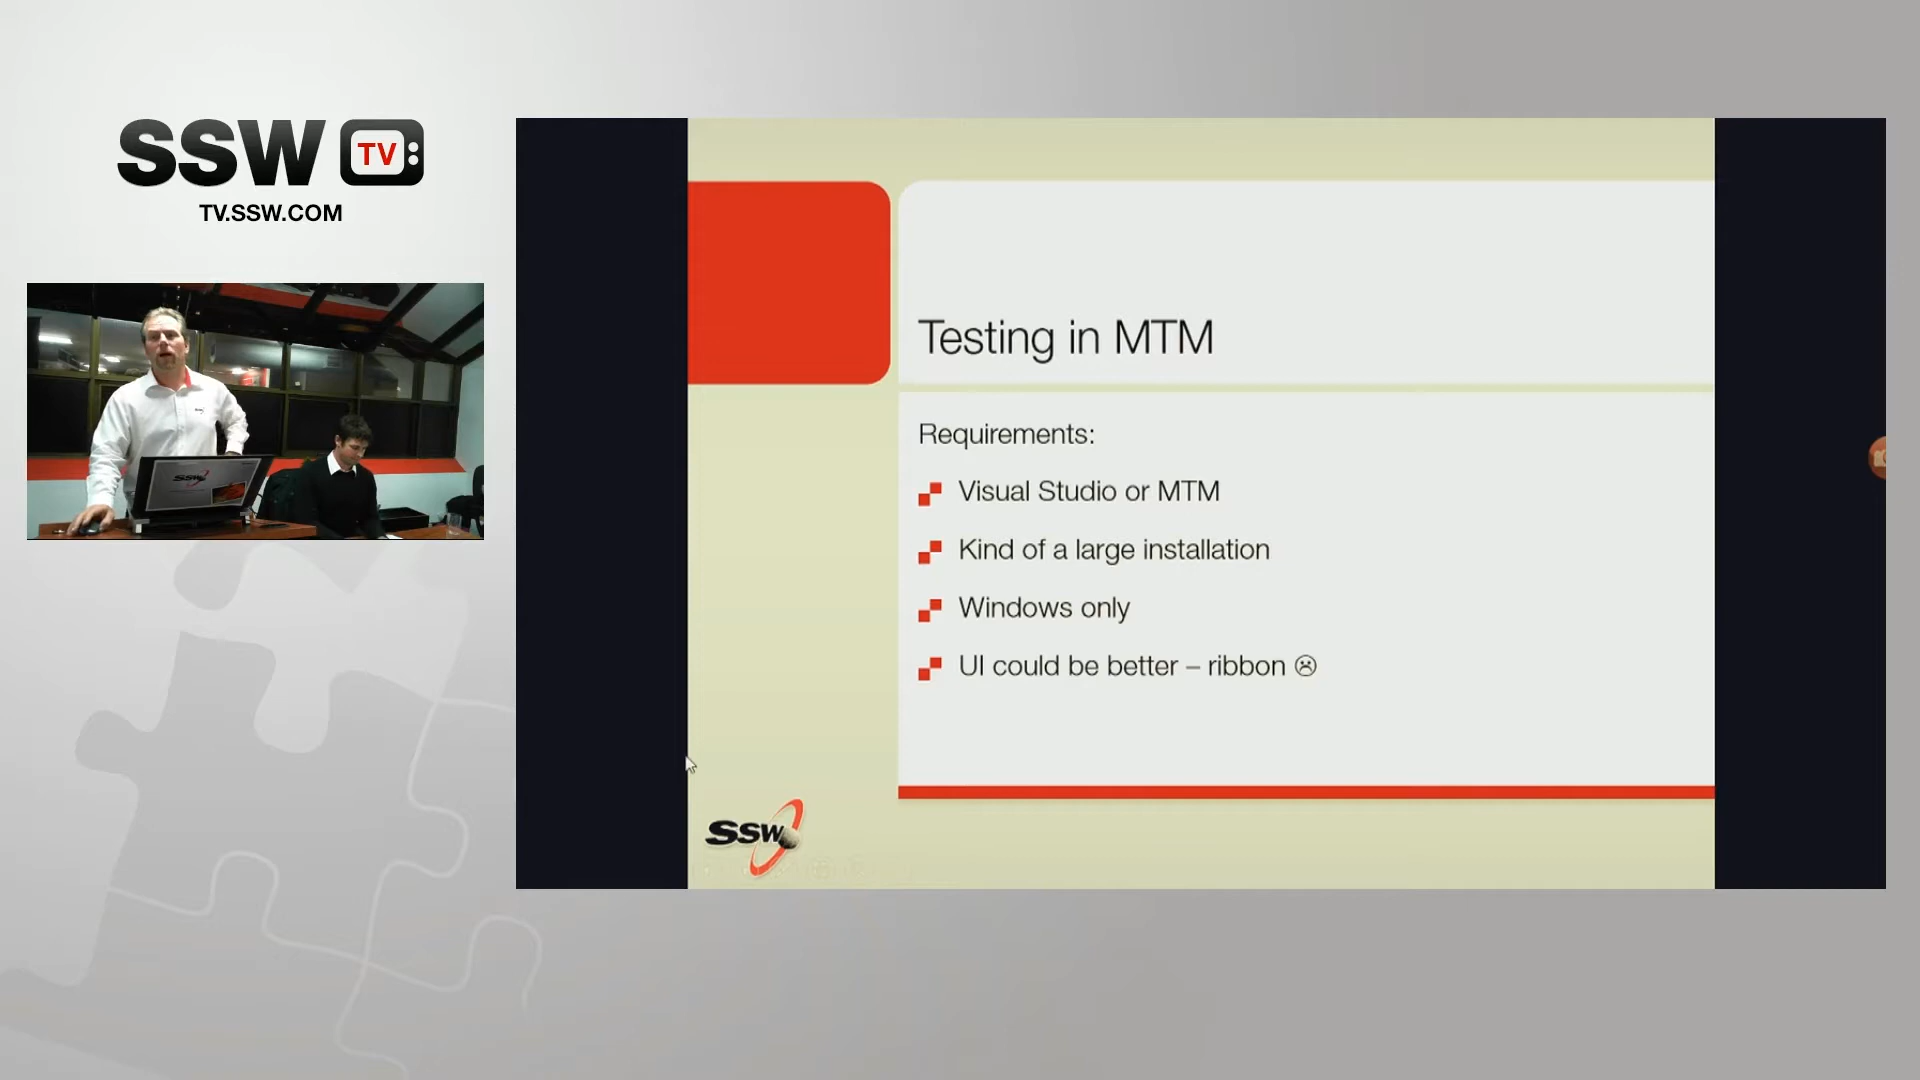 SSW TV
TV.SSW.COM
Testing in MTM
Requirements:
Visual Studio or MTM
Kind of a large installation
Windows only
UI could be better – ribbon ☹
SSW
SSW